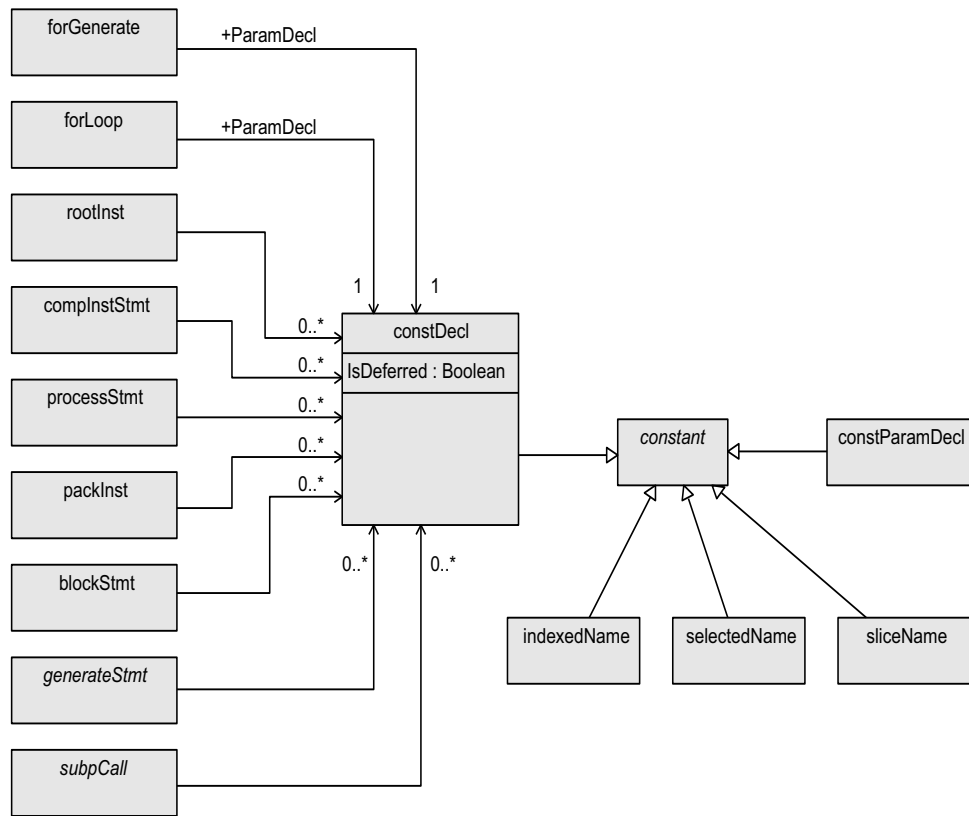 forGenerate
+ParamDecl
forLoop
+ParamDecl
rootInst
1
1
compInstStmt
0..*
constDecl
0..*
IsDeferred : Boolean
processStmt
0..*
constant
constParamDecl
0..*
packInst
0..*
0..*
0..*
blockStmt
indexedName
selectedName
sliceName
generateStmt
subpCall